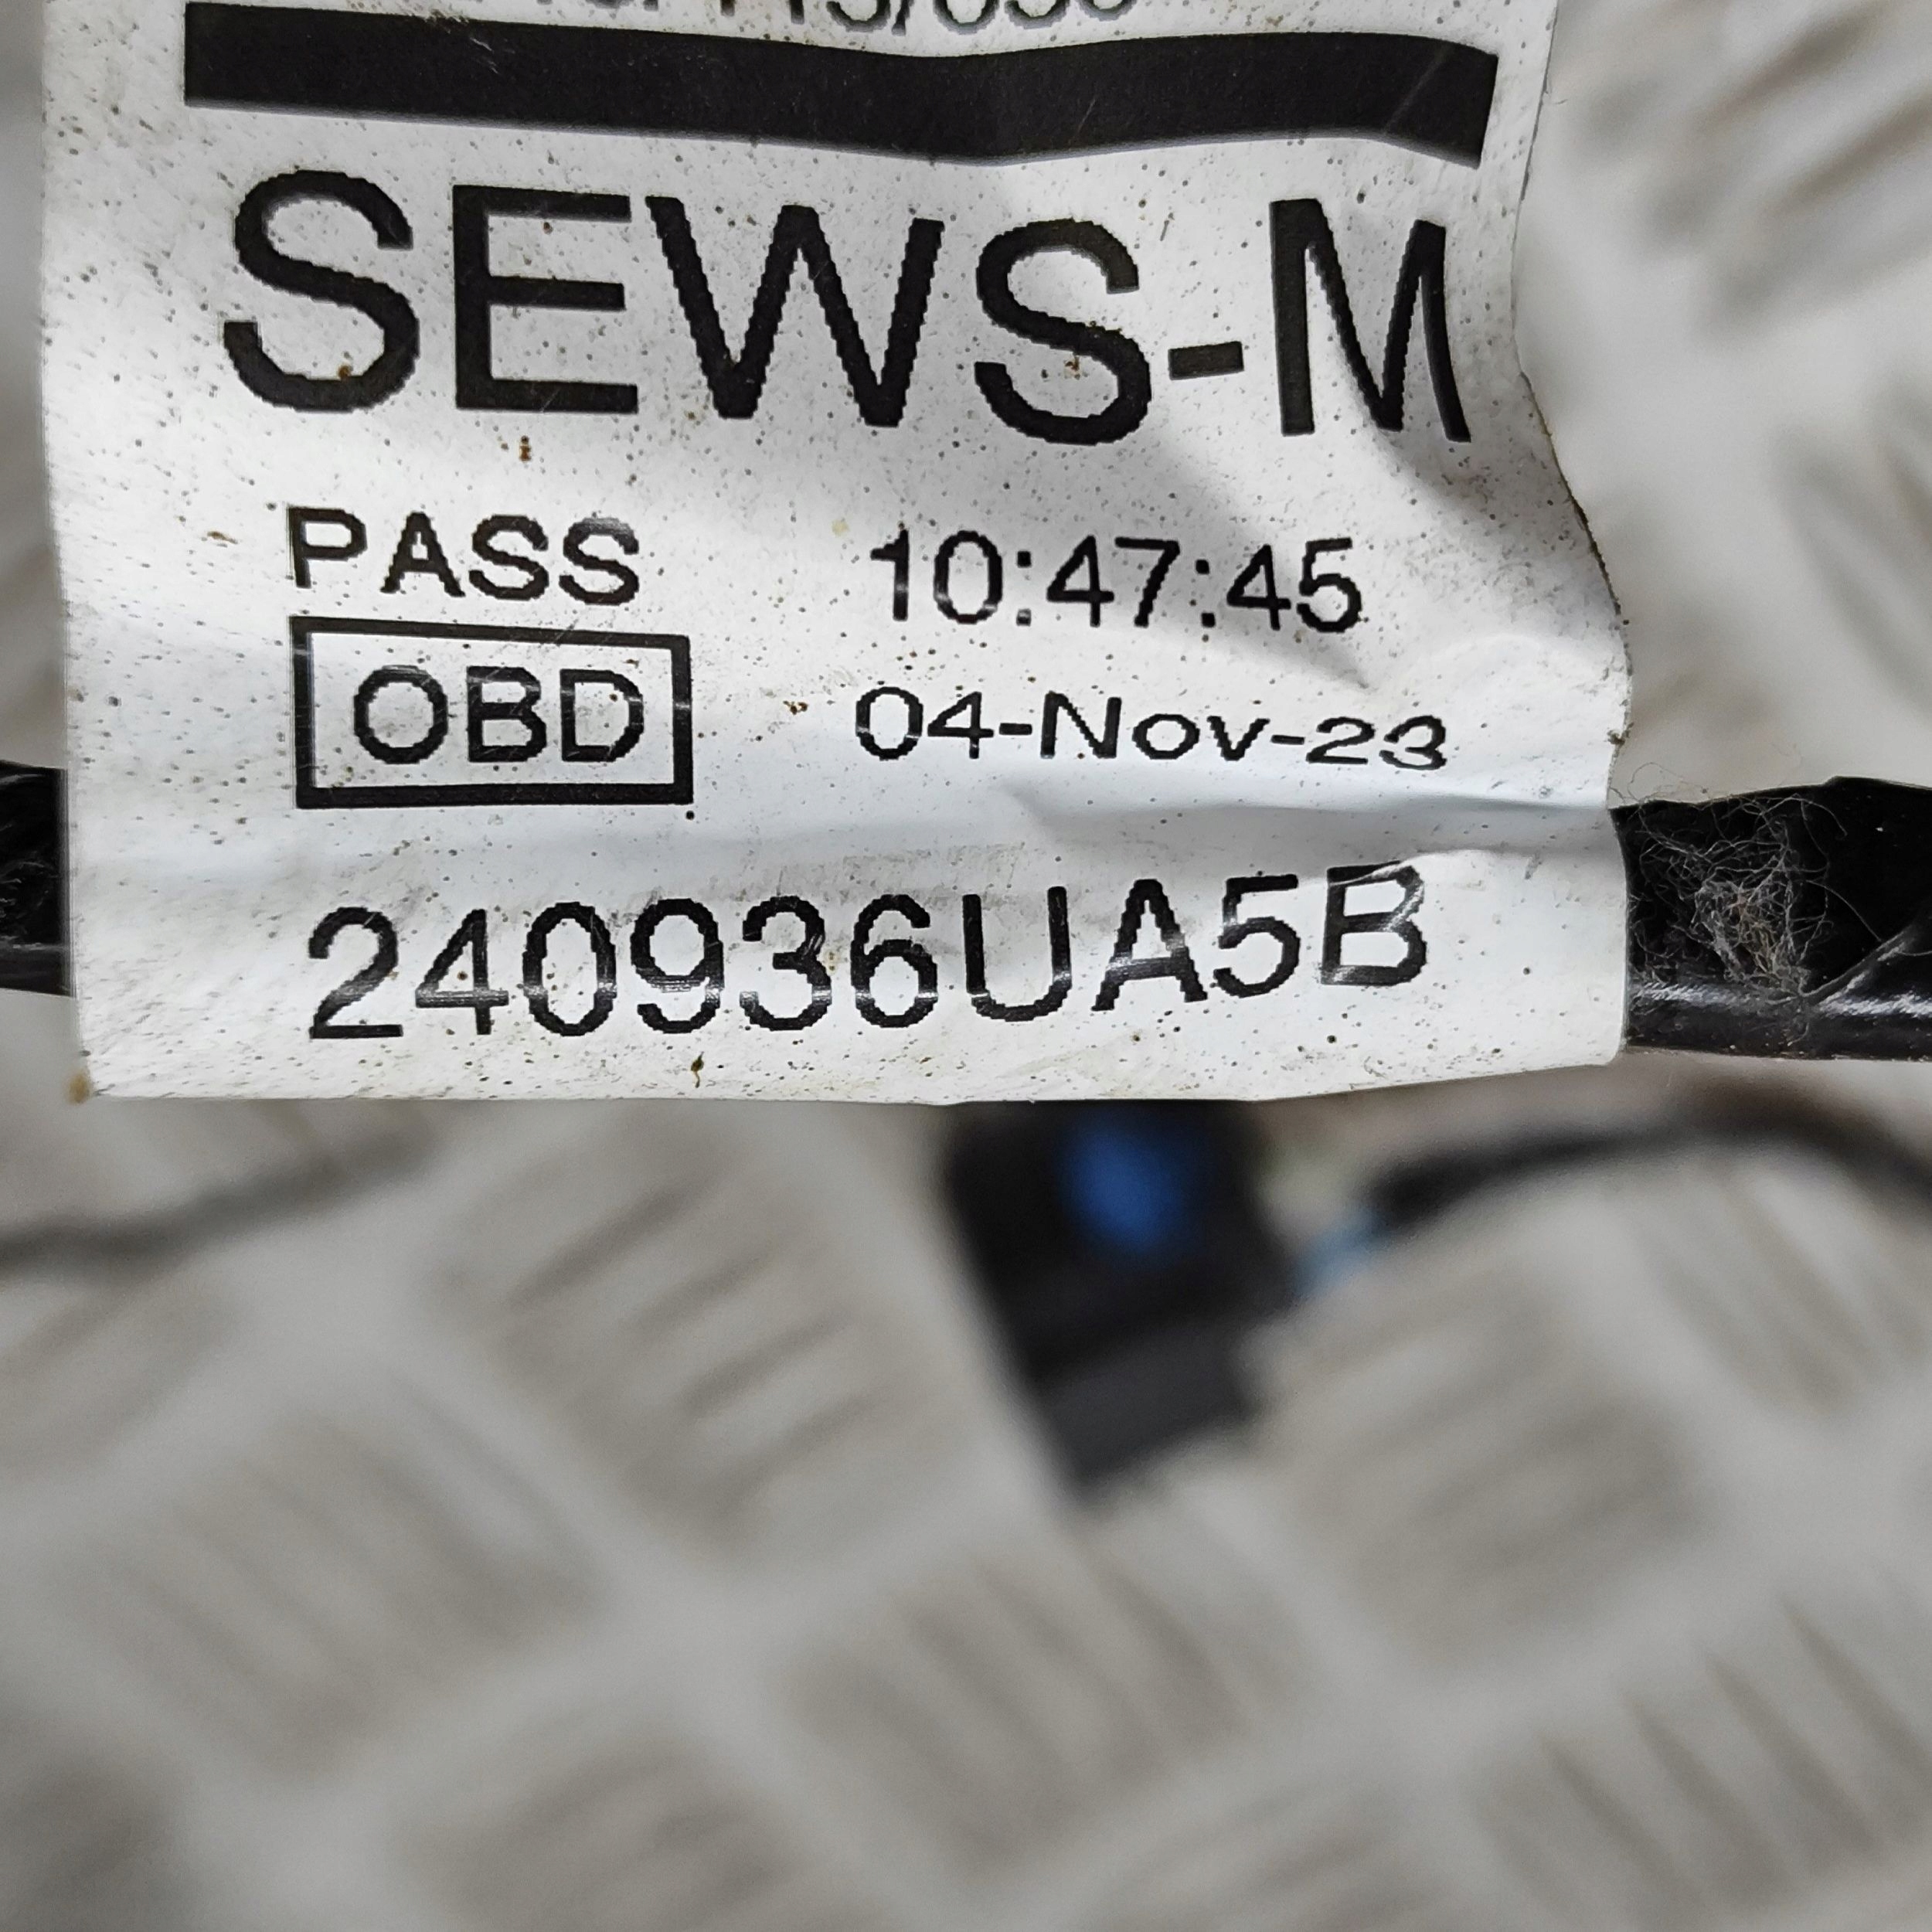 SEWS-M
PASS 10:47:45
OBD 04-Nov-23
240936UA5B